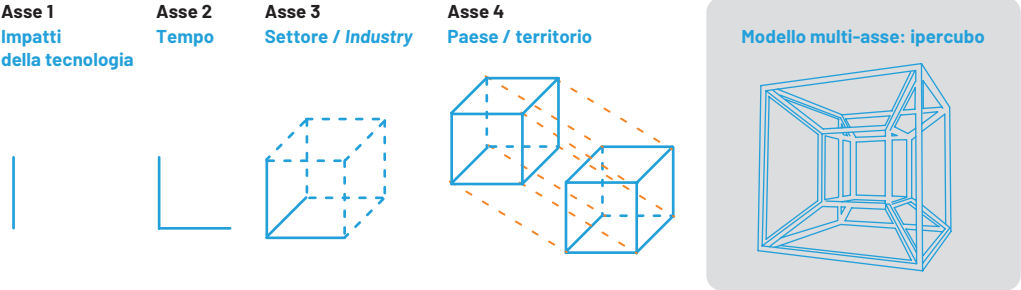 Asse 1
Impatti
della tecnologia
Asse 2
Tempo
Asse 3
Settore / Industry
Asse 4
Paese / territorio
Modello multi-asse: ipercubo